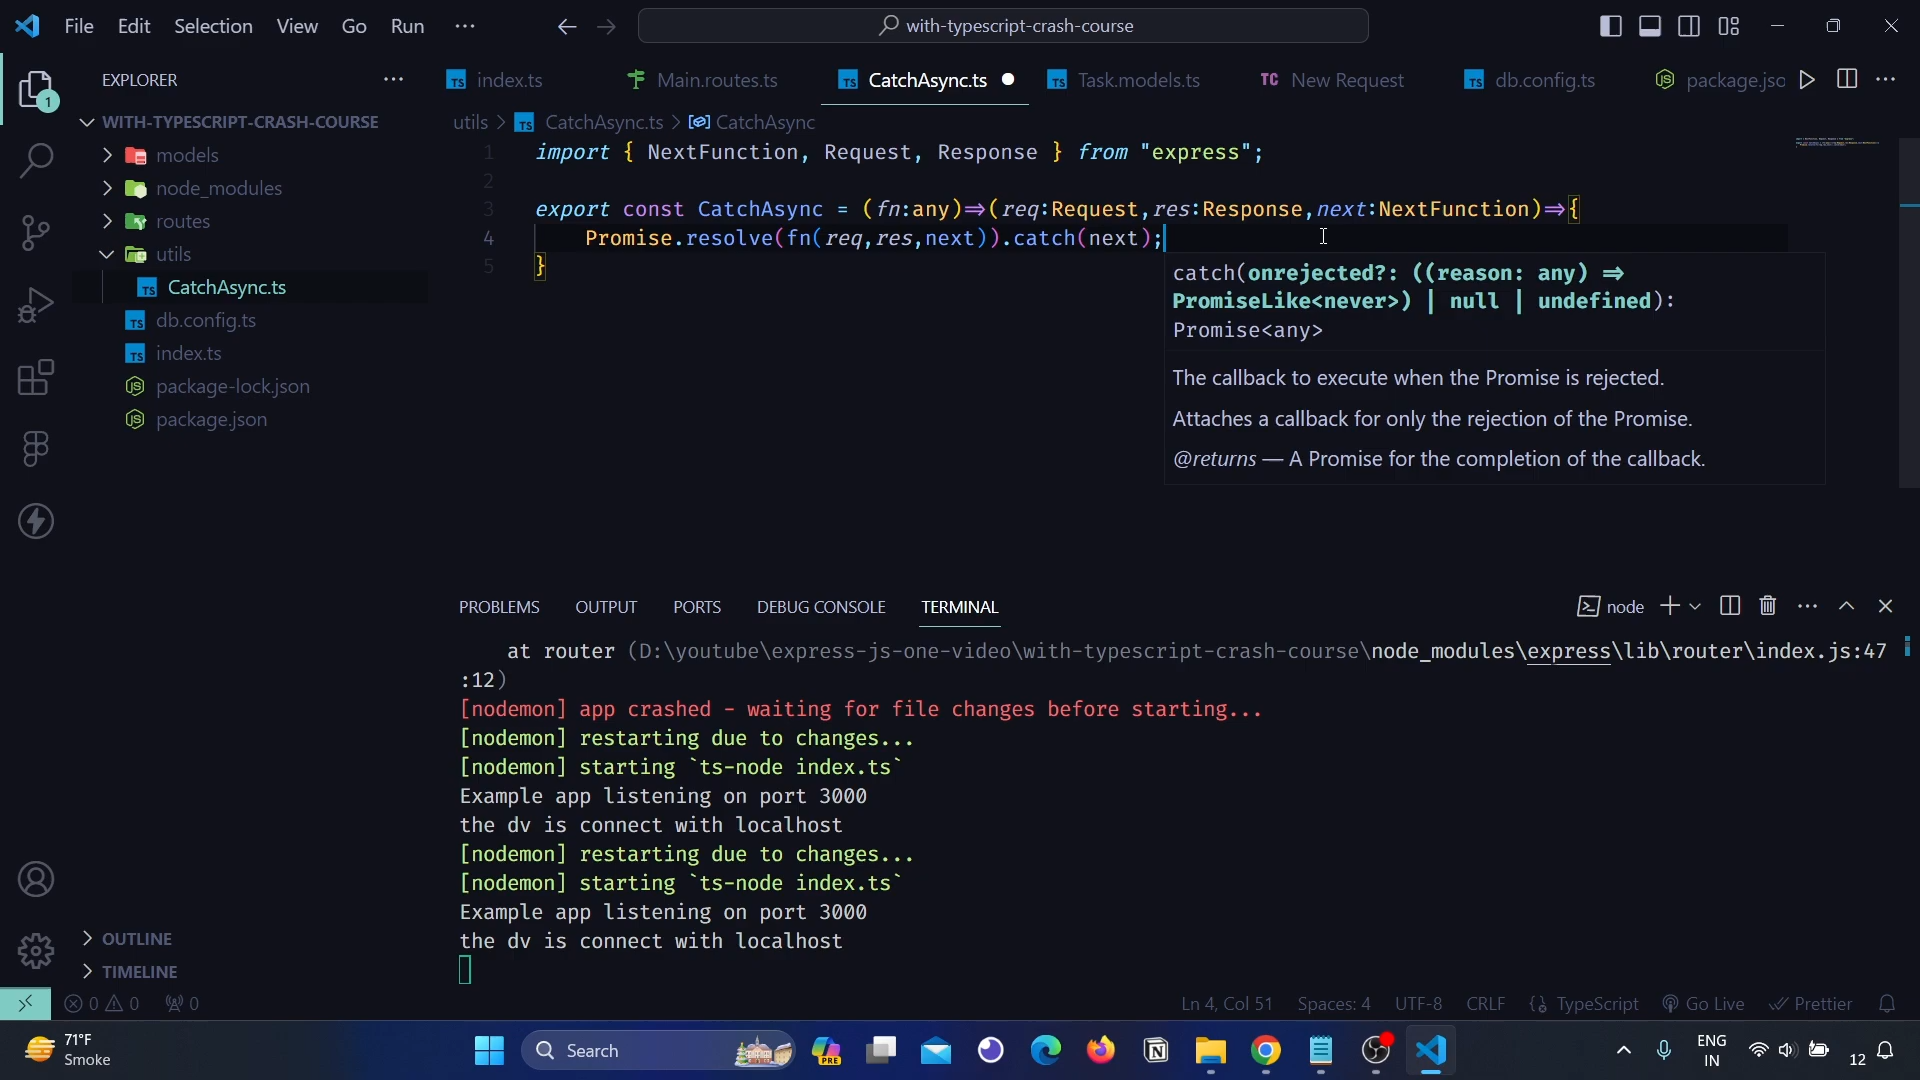 File Edit Selection View Go Run ···
with-typescript-crash-course
EXPLORER
index.ts
Main.routes.ts
CatchAsync.ts
Task.models.ts
TC New Request
db.config.ts
package.jso
WITH-TYPESCRIPT-CRASH-COURSE
models
node_modules
routes
utils
CatchAsync.ts
db.config.ts
index.ts
package-lock.json
package.json
OUTLINE
TIMELINE
utils > TS CatchAsync.ts > CatchAsync
1 import { NextFunction, Request, Response } from "express";
2
3 export const CatchAsync = (fn:any)⇒(req:Request,res:Response,next:NextFunction)⇒{
4 Promise.resolve(fn(req,res,next)).catch(next);
5 }
catch(onrejected?: ((reason: any) ⇒
PromiseLike<never>) | null | undefined):
Promise<any>
The callback to execute when the Promise is rejected.
Attaches a callback for only the rejection of the Promise.
@returns — A Promise for the completion of the callback.
PROBLEMS OUTPUT PORTS DEBUG CONSOLE TERMINAL
node
at router (D:\youtube\express-js-one-video\with-typescript-crash-course\node_modules\express\lib\router\index.js:47
:12)
[nodemon] app crashed - waiting for file changes before starting...
[nodemon] restarting due to changes...
[nodemon] starting `ts-node index.ts`
Example app listening on port 3000
the dv is connect with localhost
[nodemon] restarting due to changes...
[nodemon] starting `ts-node index.ts`
Example app listening on port 3000
the dv is connect with localhost
0 0 0
Ln 4, Col 51 Spaces: 4 UTF-8 CRLF {} TypeScript Go Live Prettier
71°F
Smoke
Search
PRE
ENG
IN
12